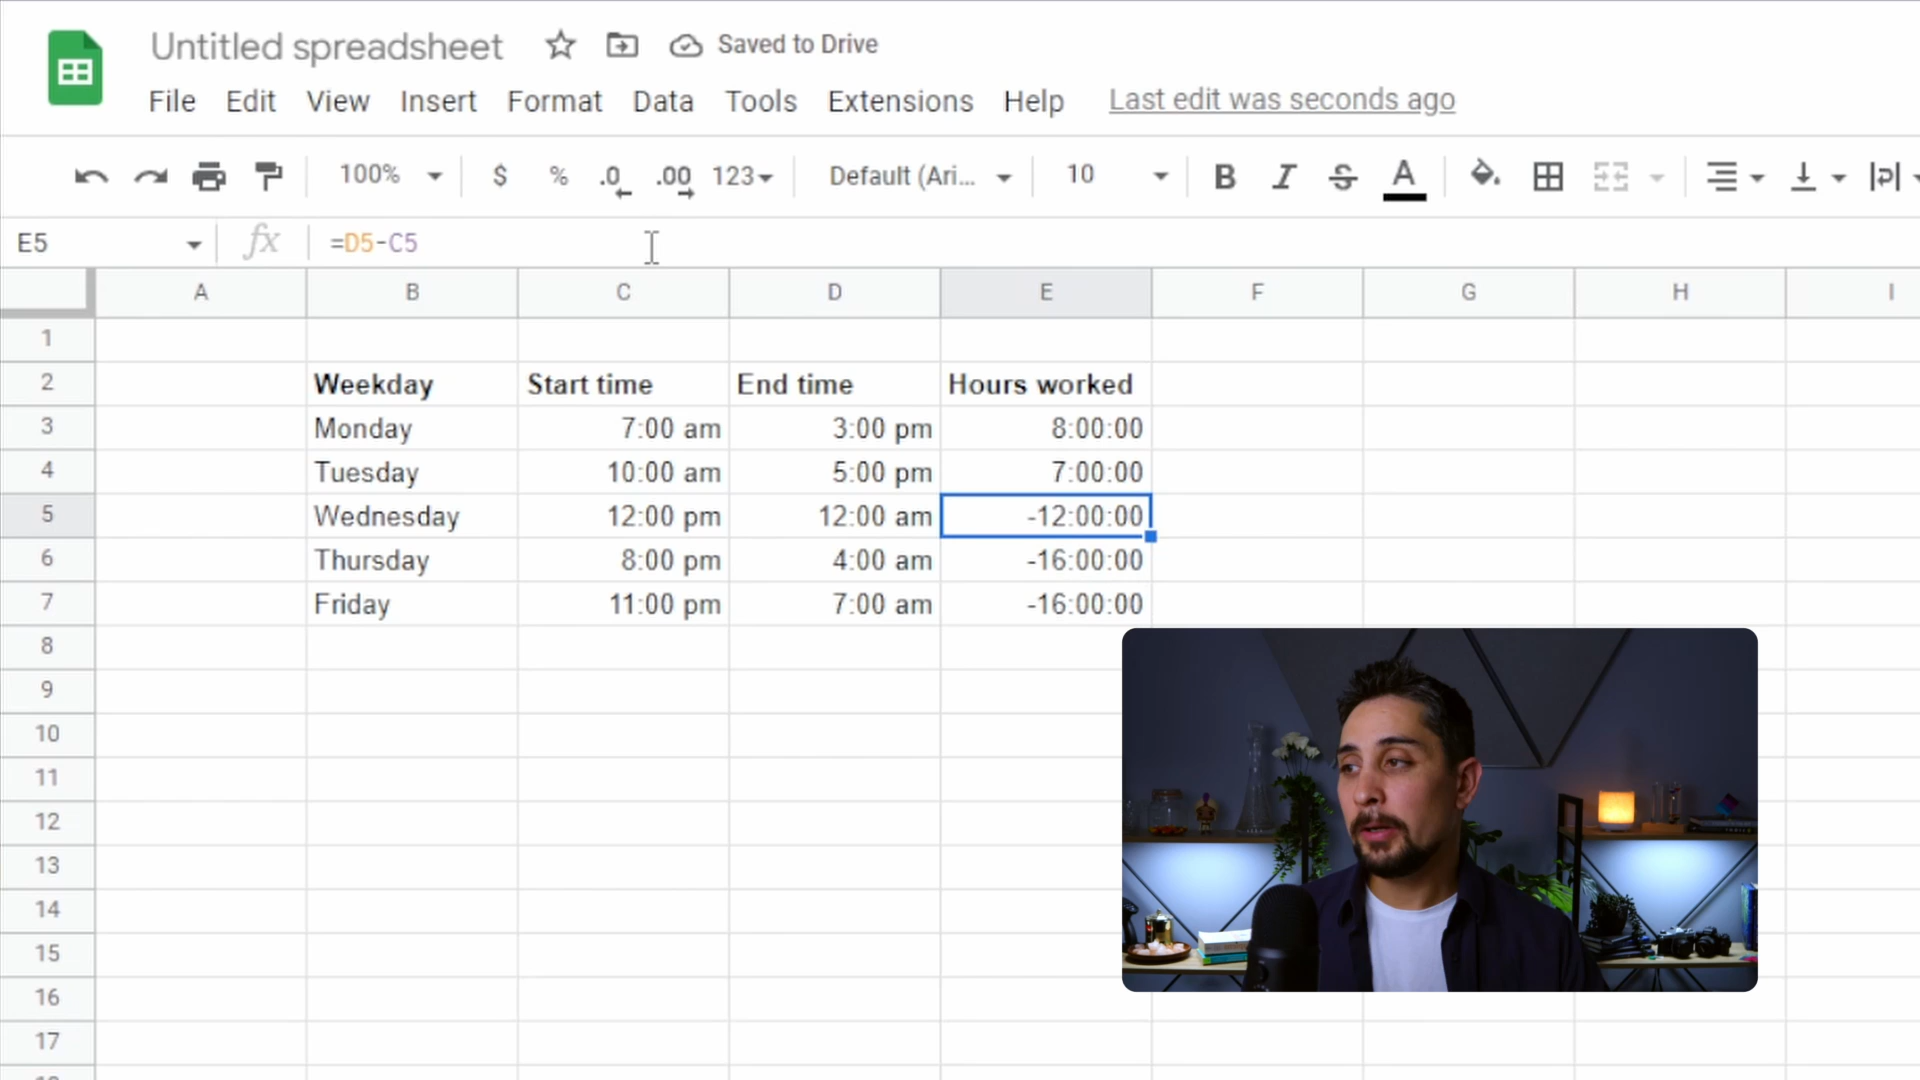 Untitled spreadsheet Saved to Drive
File Edit View Insert Format Data Tools Extensions Help Last edit was seconds ago
100% $ % .0 .00 123 Default (Ari... 10 B I S A
E5 fx =D5-C5
A B C D E F G H I
1
2 Weekday Start time End time Hours worked
3 Monday 7:00 am 3:00 pm 8:00:00
4 Tuesday 10:00 am 5:00 pm 7:00:00
5 Wednesday 12:00 pm 12:00 am -12:00:00
6 Thursday 8:00 pm 4:00 am -16:00:00
7 Friday 11:00 pm 7:00 am -16:00:00
8
9
10
11
12
13
14
15
16
17